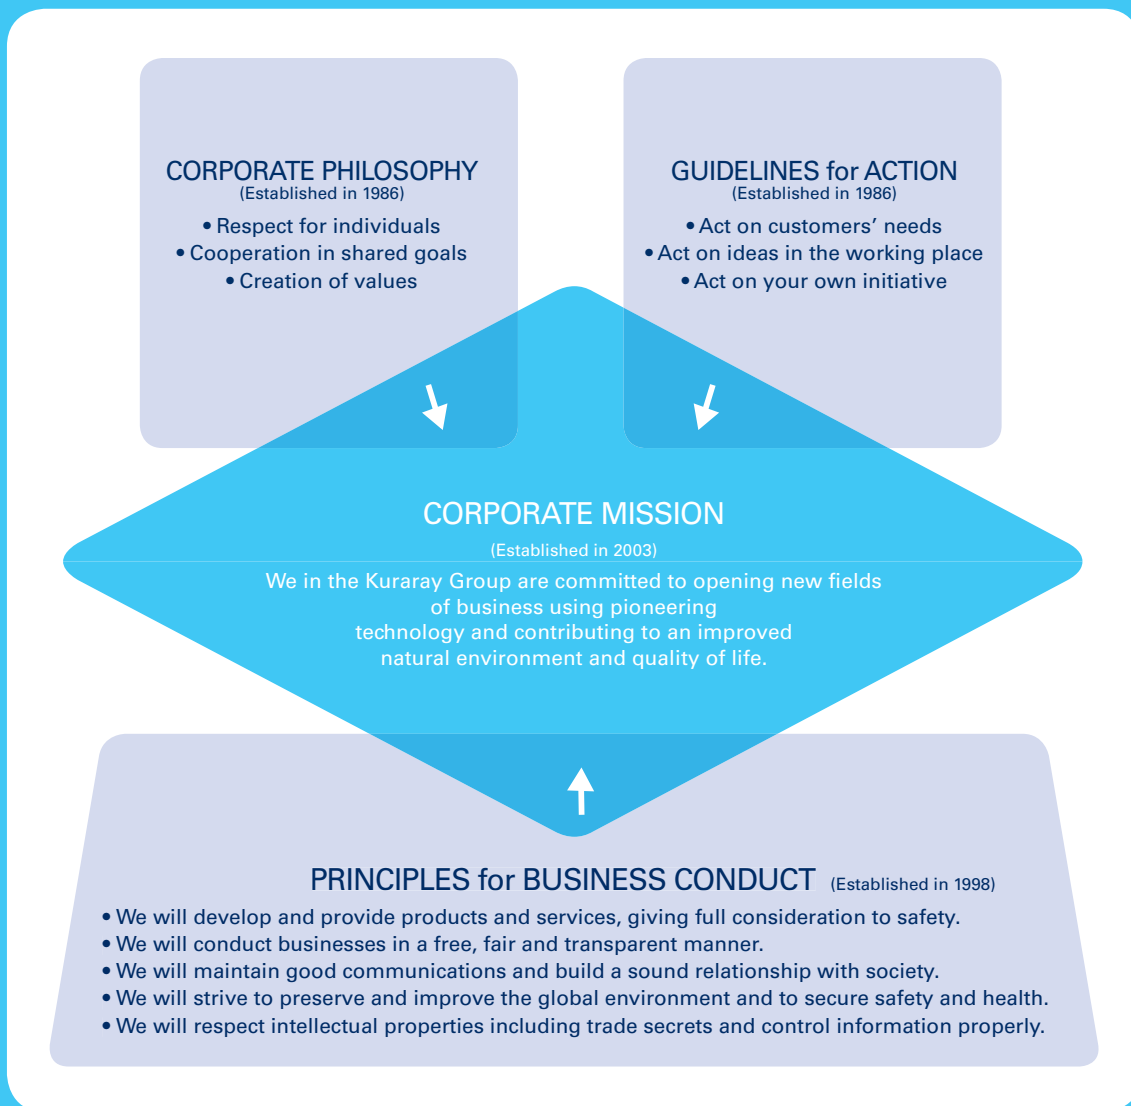 CORPORATE PHILOSOPHY
(Established in 1986)
• Respect for individuals
• Cooperation in shared goals
• Creation of values
GUIDELINES for ACTION
(Established in 1986)
• Act on customers’ needs
• Act on ideas in the working place
• Act on your own initiative
CORPORATE MISSION
(Established in 2003)
We in the Kuraray Group are committed to opening new fields
of business using pioneering
technology and contributing to an improved
natural environment and quality of life.
PRINCIPLES for BUSINESS CONDUCT (Established in 1998)
• We will develop and provide products and services, giving full consideration to safety.
• We will conduct businesses in a free, fair and transparent manner.
• We will maintain good communications and build a sound relationship with society.
• We will strive to preserve and improve the global environment and to secure safety and health.
• We will respect intellectual properties including trade secrets and control information properly.